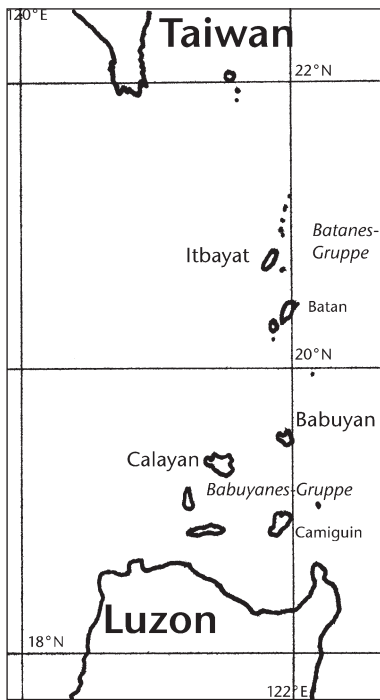 120°E
Taiwan
22°N
Batanes-
Gruppe
Itbayat
Batan
20°N
Babuyan
Calayan
Babuyanes-Gruppe
Camiguin
Luzon
18°N
122°E